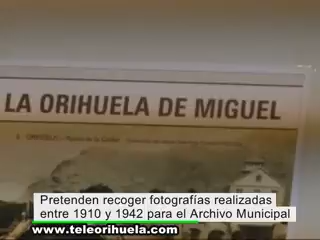 LA ORIHUELA DE MIGUEL
Pretenden recoger fotografías realizadas
entre 1910 y 1942 para el Archivo Municipal
www.teleorihuela.com